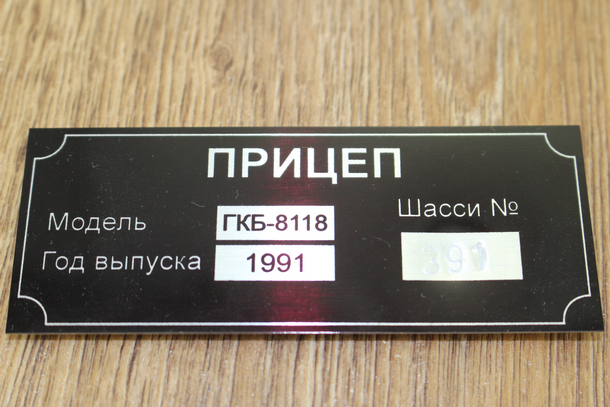 ПРИЦЕП
Модель ГКБ-8118
Шасси №
Год выпуска 1991